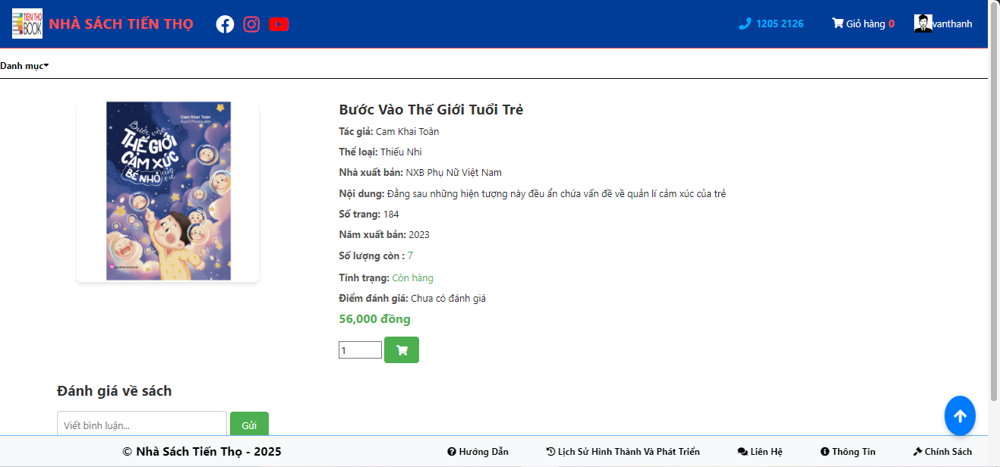 TIEN THO
BOOK
NHÀ SÁCH TIẾN THỌ
1205 2126
Giỏ hàng 0
vanthanh
Danh mục
Cam Khai Toàn
Quỳnh Phương dịch
Bước vào
THẾ GIỚI
CẢM XÚC
của
BÉ NHỎ
Bước Vào Thế Giới Tuổi Trẻ
Tác giả: Cam Khai Toàn
Thể loại: Thiếu Nhi
Nhà xuất bản: NXB Phụ Nữ Việt Nam
Nội dung: Đằng sau những hiện tượng này đều ẩn chứa vấn đề về quản lí cảm xúc của trẻ
Số trang: 184
Năm xuất bản: 2023
Số lượng còn : 7
Tình trạng: Còn hàng
Điểm đánh giá: Chưa có đánh giá
56,000 đồng
1
Đánh giá về sách
Viết bình luận...
Gửi
© Nhà Sách Tiến Thọ - 2025
Hướng Dẫn
Lịch Sử Hình Thành Và Phát Triển
Liên Hệ
Thông Tin
Chính Sách